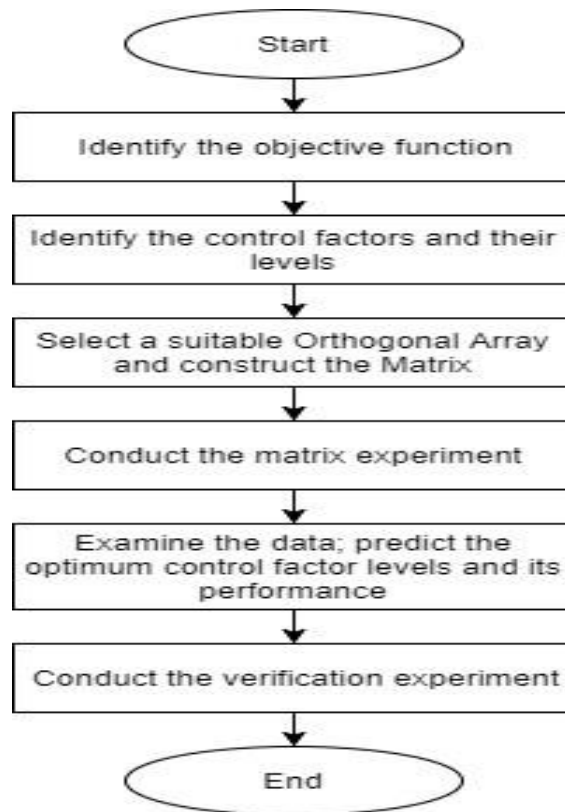 Start
Identify the objective function
Identify the control factors and their
levels
Select a suitable Orthogonal Array
and construct the Matrix
Conduct the matrix experiment
Examine the data; predict the
optimum control factor levels and its
performance
Conduct the verification experiment
End